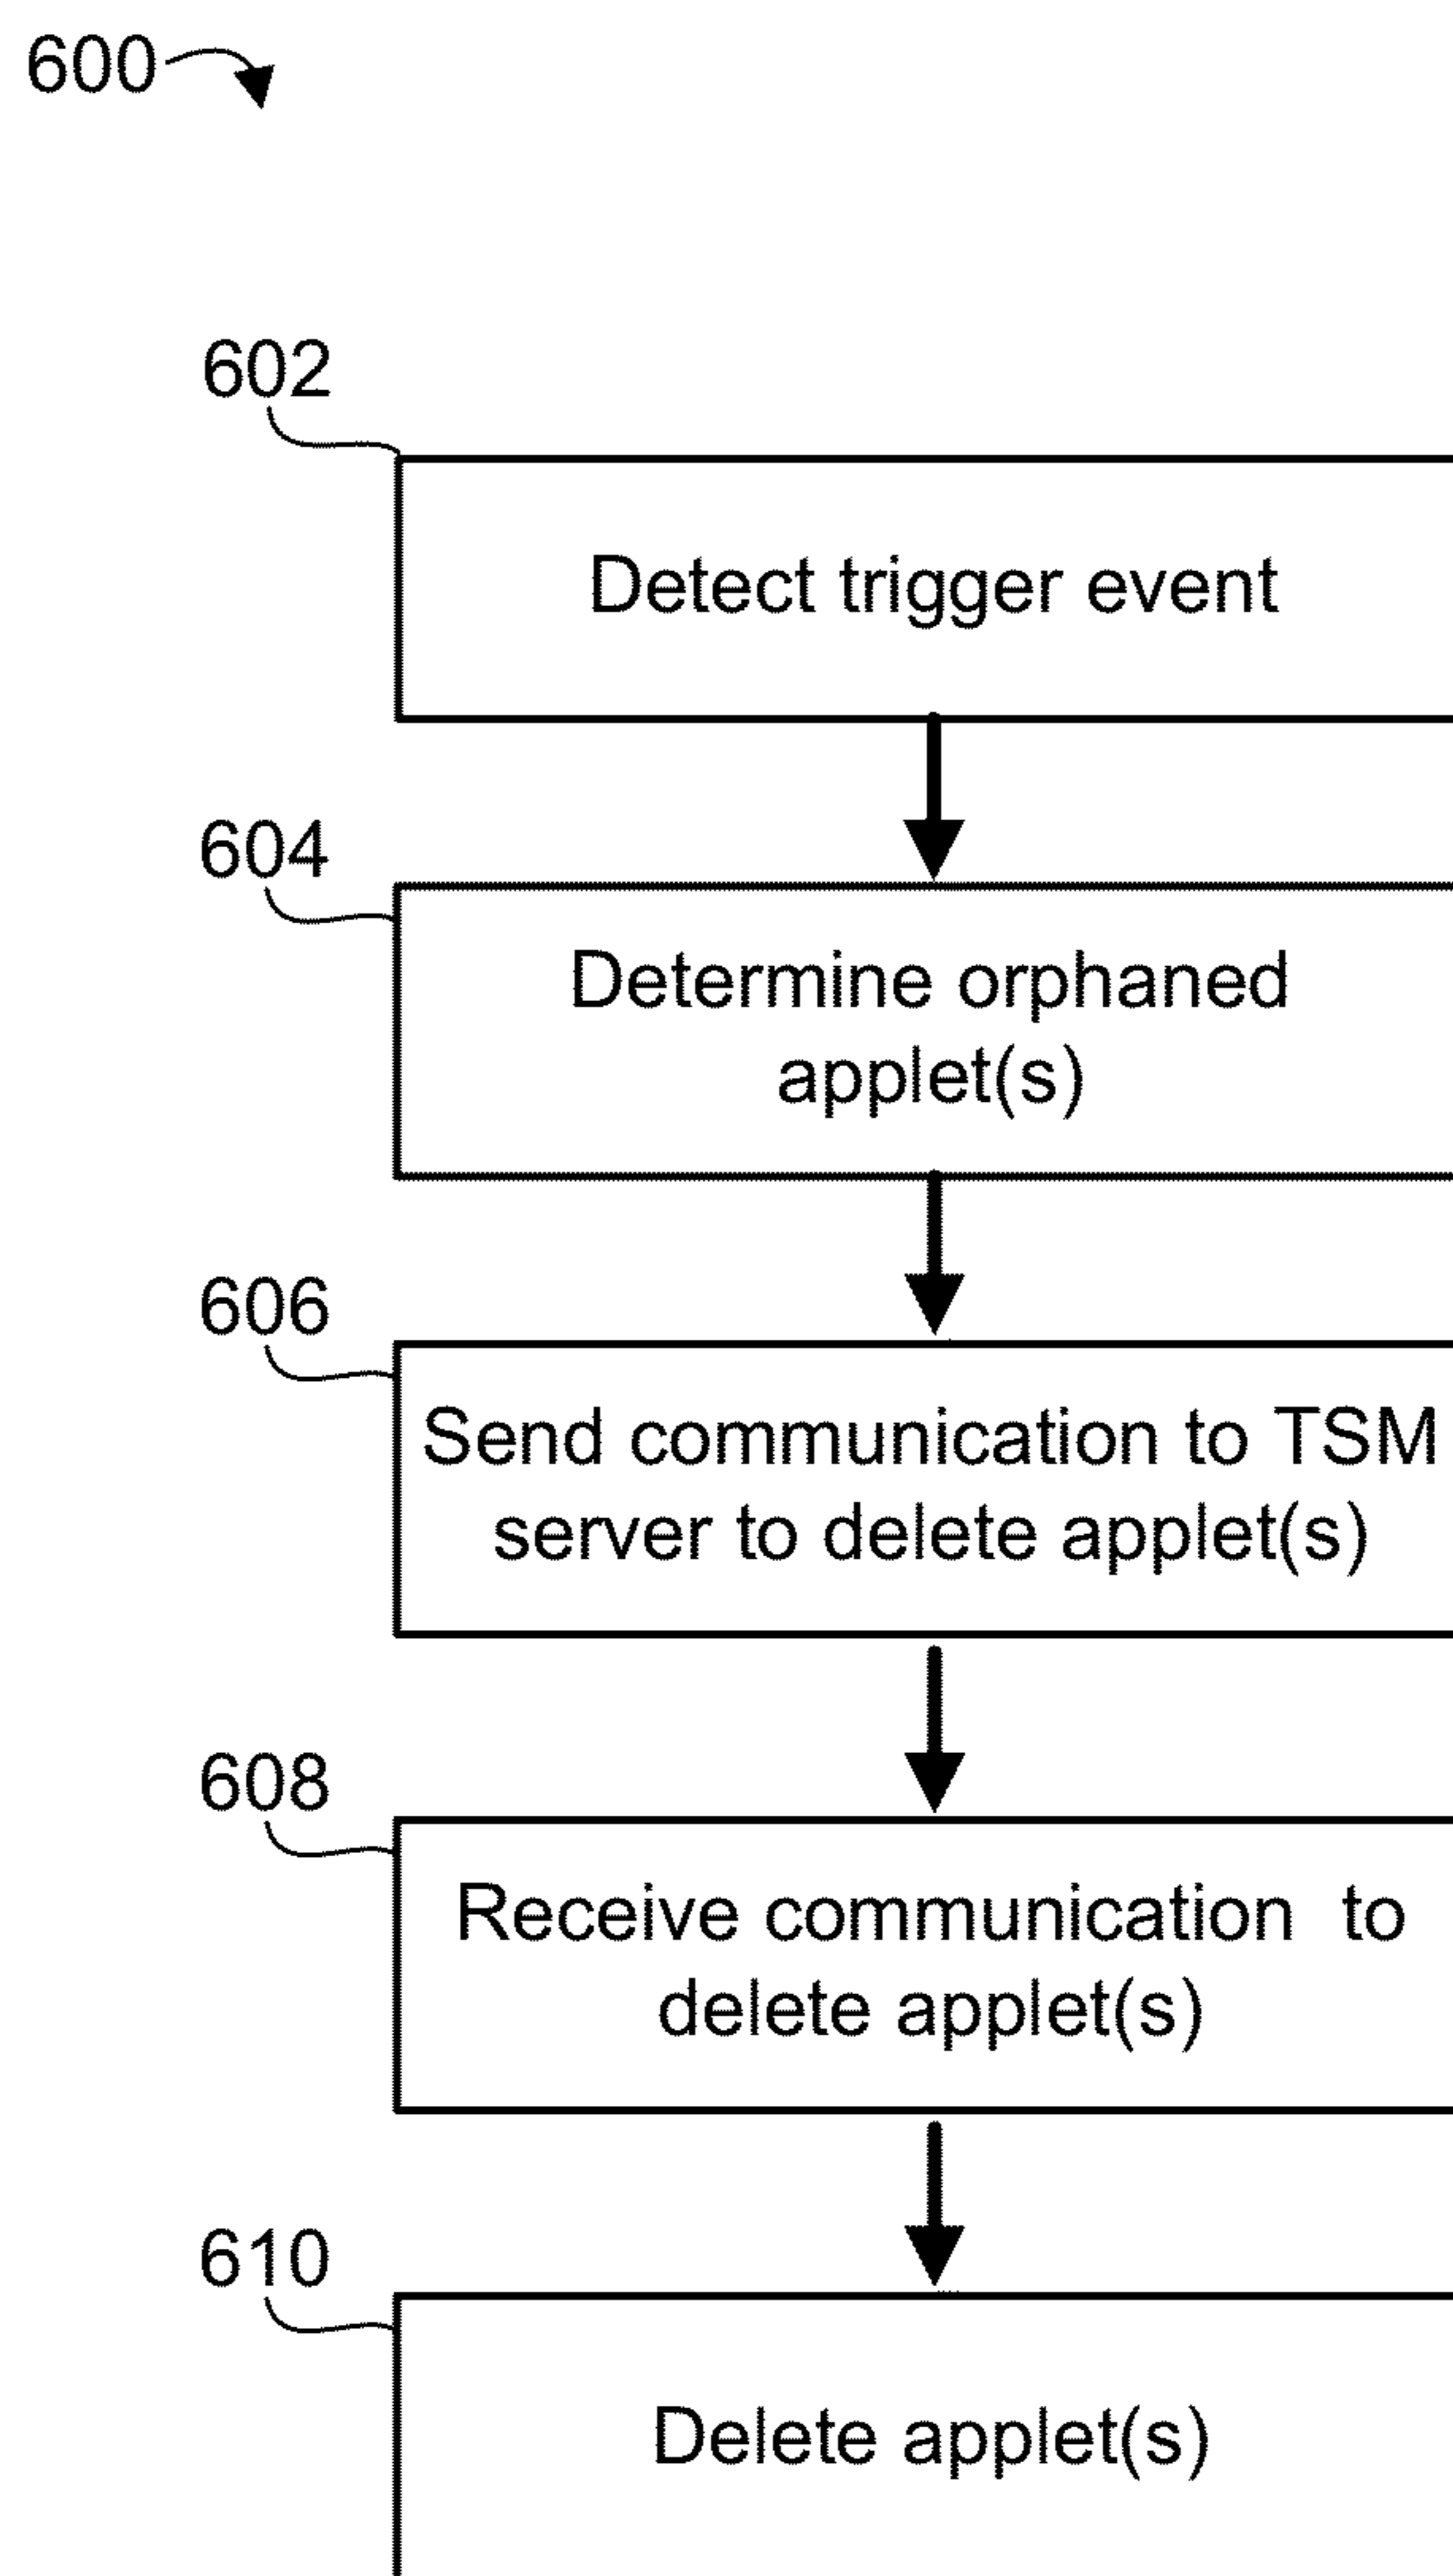 600
602
Detect trigger event
604
Determine orphaned
applet(s)
606
Send communication to TSM
server to delete applet(s)
608
Receive communication to
delete applet(s)
610
Delete applet(s)